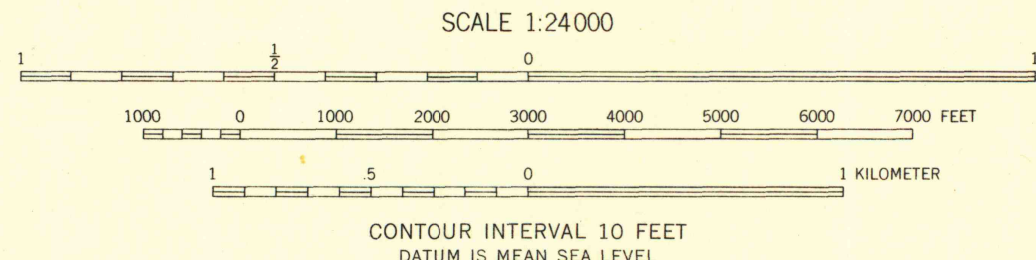 SCALE 1:24000
1 1/2 0 1
1000 0 1000 2000 3000 4000 5000 6000 7000 FEET
1 .5 0 1 KILOMETER
CONTOUR INTERVAL 10 FEET
DATUM IS MEAN SEA LEVEL